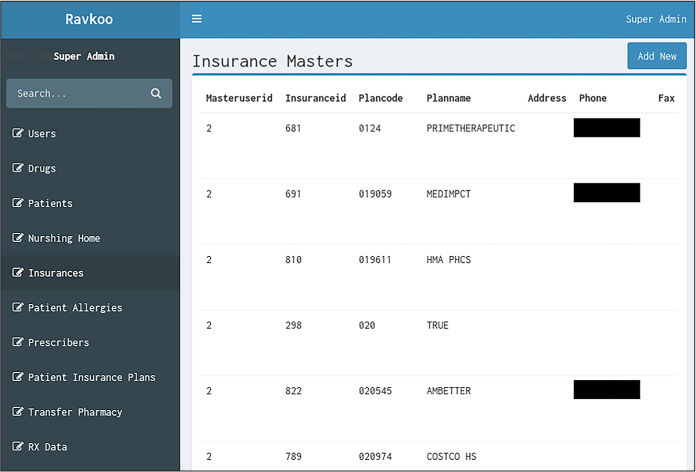 Ravkoo
Super Admin
Super Admin
Insurance Masters
Add New
Search...
Masteruserid Insuranceid Plancode Planname Address Phone Fax
Users
2 681 0124 PRIMETHERAPEUTIC
Drugs
2 691 019059 MEDIMPCT
Patients
Nurshing Home
2 810 019611 HMA PHCS
Insurances
Patient Allergies
2 298 020 TRUE
Prescribers
Patient Insurance Plans
2 822 020545 AMBETTER
Transfer Pharmacy
RX Data
2 789 020974 COSTCO HS